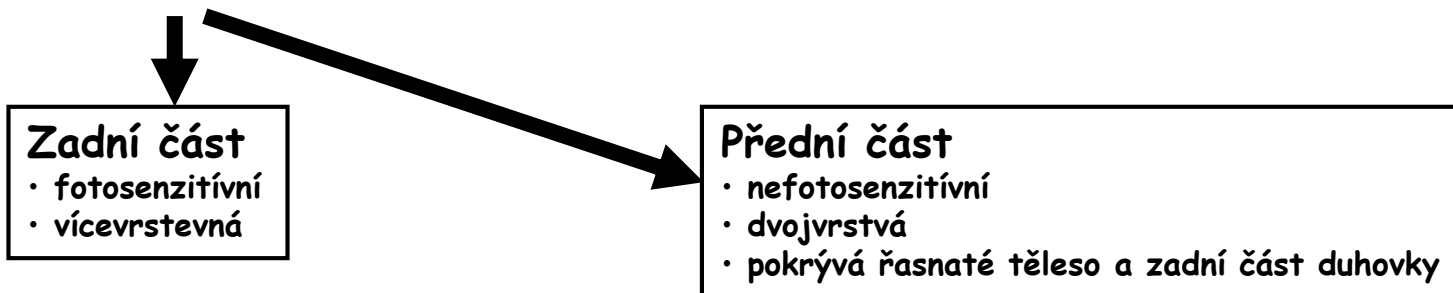 Zadní část
• fotosenzitívní
• vícevrstevná
Přední část
• nefotosenzitívní
• dvojvrstvá
• pokrývá řasnaté těleso a zadní část duhovky